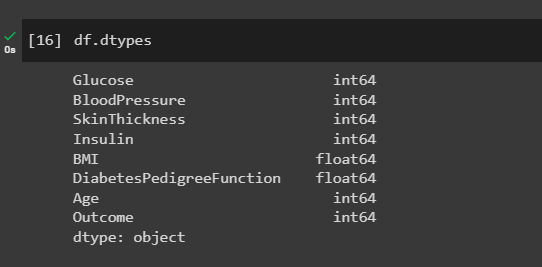 [16] df.dtypes
0s
Glucose int64
BloodPressure int64
SkinThickness int64
Insulin int64
BMI float64
DiabetesPedigreeFunction float64
Age int64
Outcome int64
dtype: object